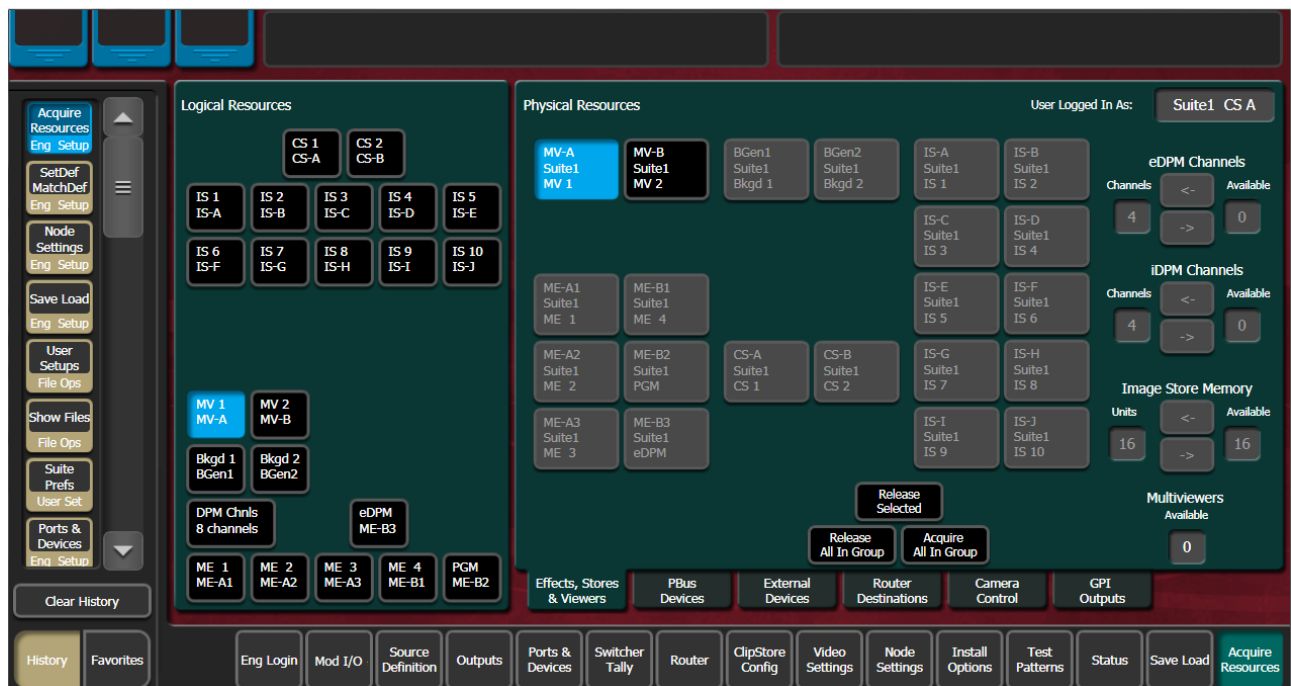 Acquire
Resources
Eng Setup
SetDef
MatchDef
Eng Setup
Node
Settings
Eng Setup
Save Load
Eng Setup
User
Setups
File Ops
Show Files
File Ops
Suite
Prefs
User Set
Ports &
Devices
Eng Setup
Clear History
History
Favorites
Logical Resources
CS 1
CS-A
CS 2
CS-B
IS 1
IS-A
IS 2
IS-B
IS 3
IS-C
IS 4
IS-D
IS 5
IS-E
IS 6
IS-F
IS 7
IS-G
IS 8
IS-H
IS 9
IS-I
IS 10
IS-J
MV 1
MV-A
MV 2
MV-B
Bkgd 1
BGen1
Bkgd 2
BGen2
DPM Chnls
8 channels
eDPM
ME-B3
ME 1
ME-A1
ME 2
ME-A2
ME 3
ME-A3
ME 4
ME-B1
PGM
ME-B2
Physical Resources
User Logged In As:
Suite1 CS A
MV-A
Suite1
MV 1
MV-B
Suite1
MV 2
BGen1
Suite1
Bkgd 1
BGen2
Suite1
Bkgd 2
IS-A
Suite1
IS 1
IS-B
Suite1
IS 2
IS-C
Suite1
IS 3
IS-D
Suite1
IS 4
ME-A1
Suite1
ME 1
ME-B1
Suite1
ME 4
IS-E
Suite1
IS 5
IS-F
Suite1
IS 6
ME-A2
Suite1
ME 2
ME-B2
Suite1
PGM
CS-A
Suite1
CS 1
CS-B
Suite1
CS 2
IS-G
Suite1
IS 7
IS-H
Suite1
IS 8
ME-A3
Suite1
ME 3
ME-B3
Suite1
eDPM
IS-I
Suite1
IS 9
IS-J
Suite1
IS 10
Release
Selected
Release
All In Group
Acquire
All In Group
eDPM Channels
Channels
<-
Available
4
->
0
iDPM Channels
Channels
<-
Available
4
->
0
Image Store Memory
Units
<-
Available
16
->
16
Multiviewers
Available
0
Effects, Stores
& Viewers
PBus
Devices
External
Devices
Router
Destinations
Camera
Control
GPI
Outputs
Eng Login
Mod I/O
Source
Definition
Outputs
Ports &
Devices
Switcher
Tally
Router
ClipStore
Config
Video
Settings
Node
Settings
Install
Options
Test
Patterns
Status
Save Load
Acquire
Resources